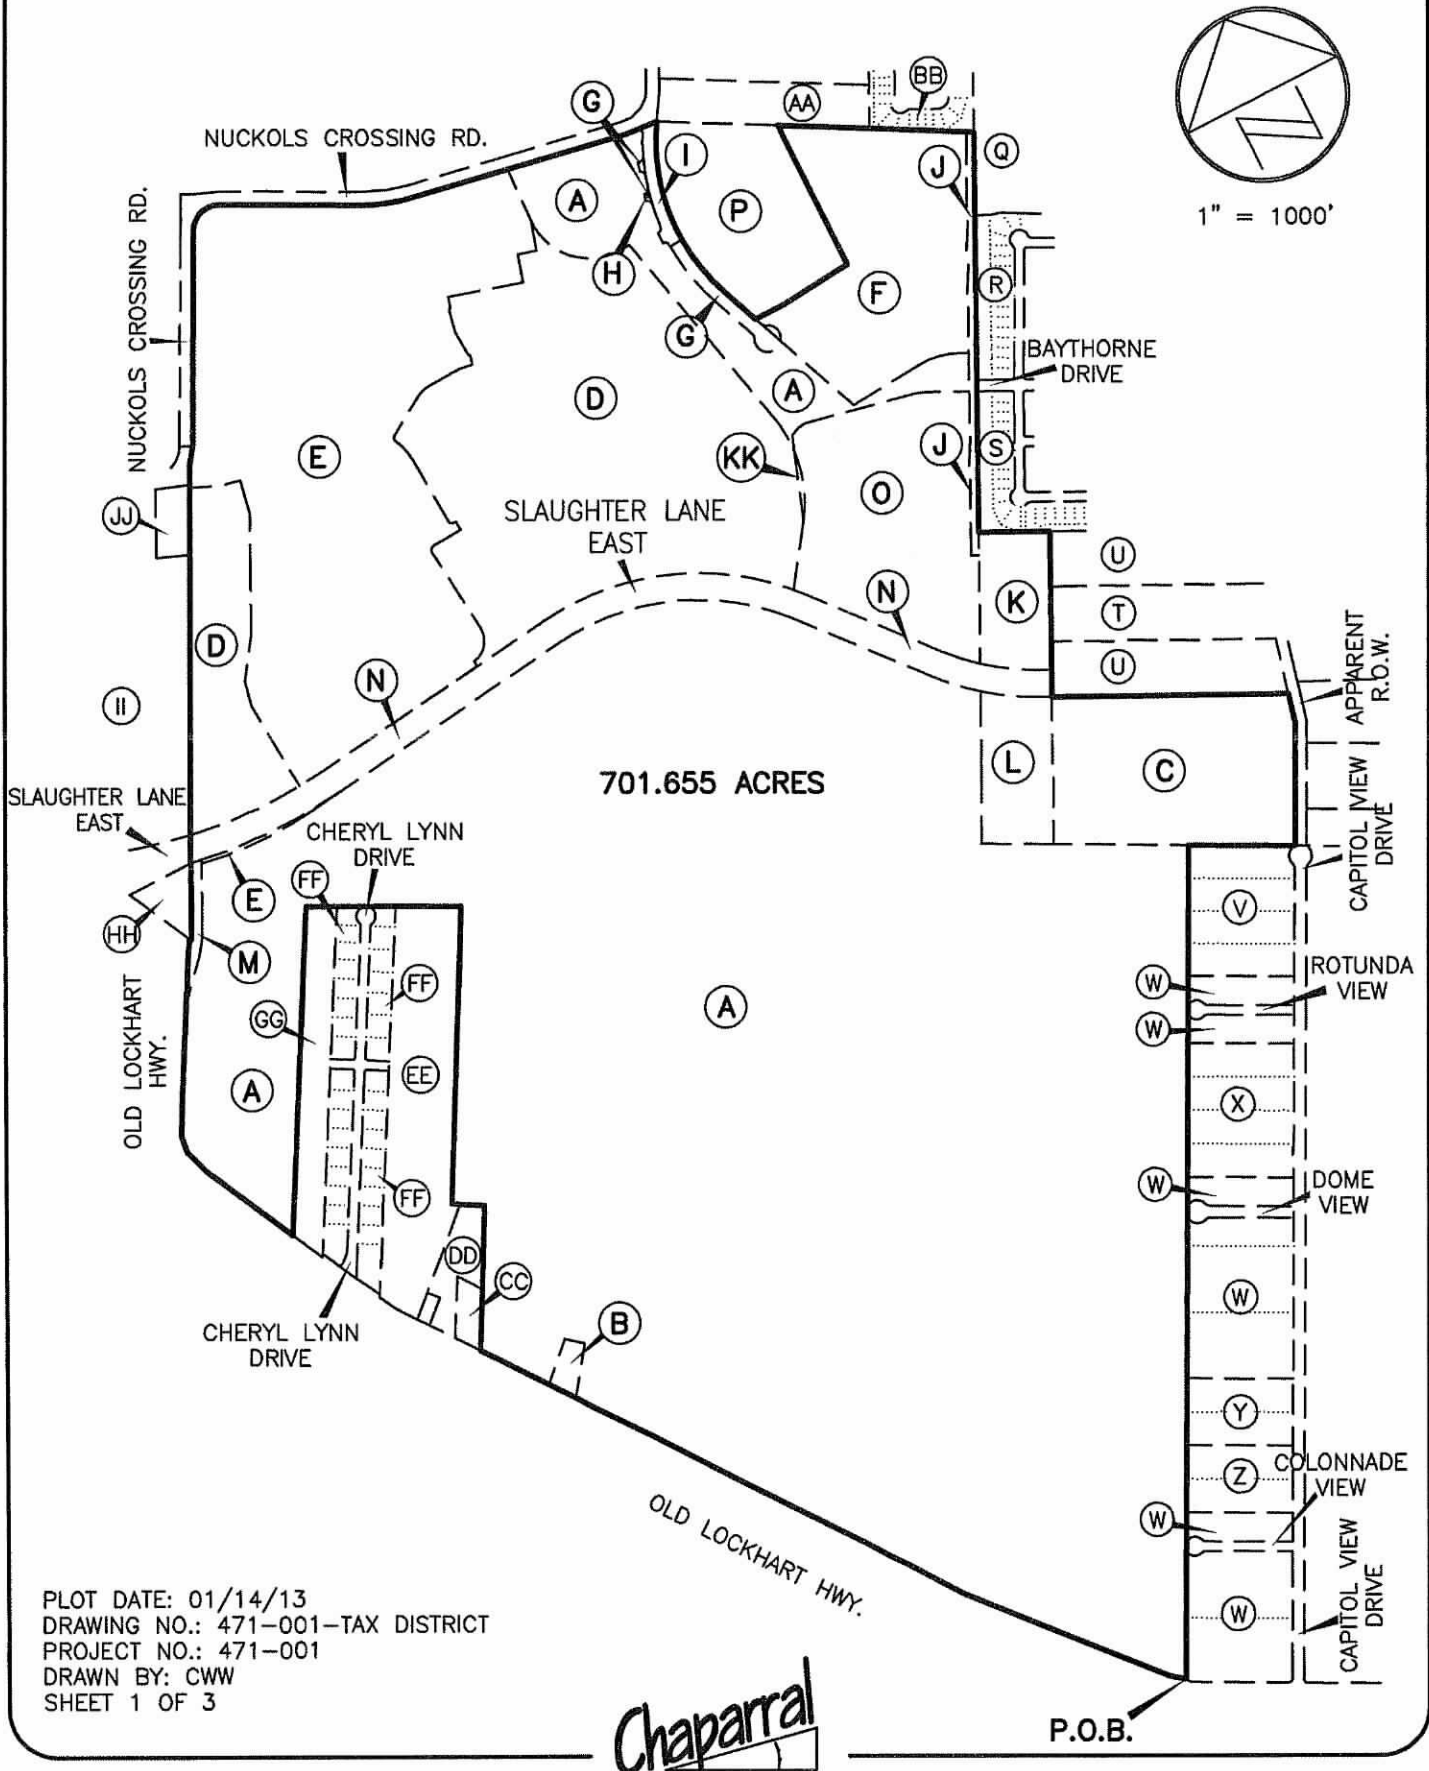 BB
G
AA
NUCKOLS CROSSING RD.
I
J
Q
A
P
1" = 1000'
NUCKOLS CROSSING RD.
H
F
R
G
BAYTHORNE
DRIVE
D
A
E
KK
J
S
O
JJ
SLAUGHTER LANE
EAST
U
N
K
T
D
U
APPARENT
R.O.W.
N
II
L
C
701.655 ACRES
SLAUGHTER LANE
EAST
CHERYL LYNN
DRIVE
CAPITOL VIEW
DRIVE
FF
E
V
HH
M
ROTUNDA
VIEW
W
FF
A
GG
W
OLD LOCKHART
HWY.
EE
A
X
W
DOME
VIEW
FF
DD
CC
W
CHERYL LYNN
DRIVE
B
Y
COLONNADE
VIEW
Z
W
OLD LOCKHART HWY.
CAPITOL VIEW
DRIVE
W
PLOT DATE: 01/14/13
DRAWING NO.: 471-001-TAX DISTRICT
PROJECT NO.: 471-001
DRAWN BY: CWW
SHEET 1 OF 3
P.O.B.
Chaparral